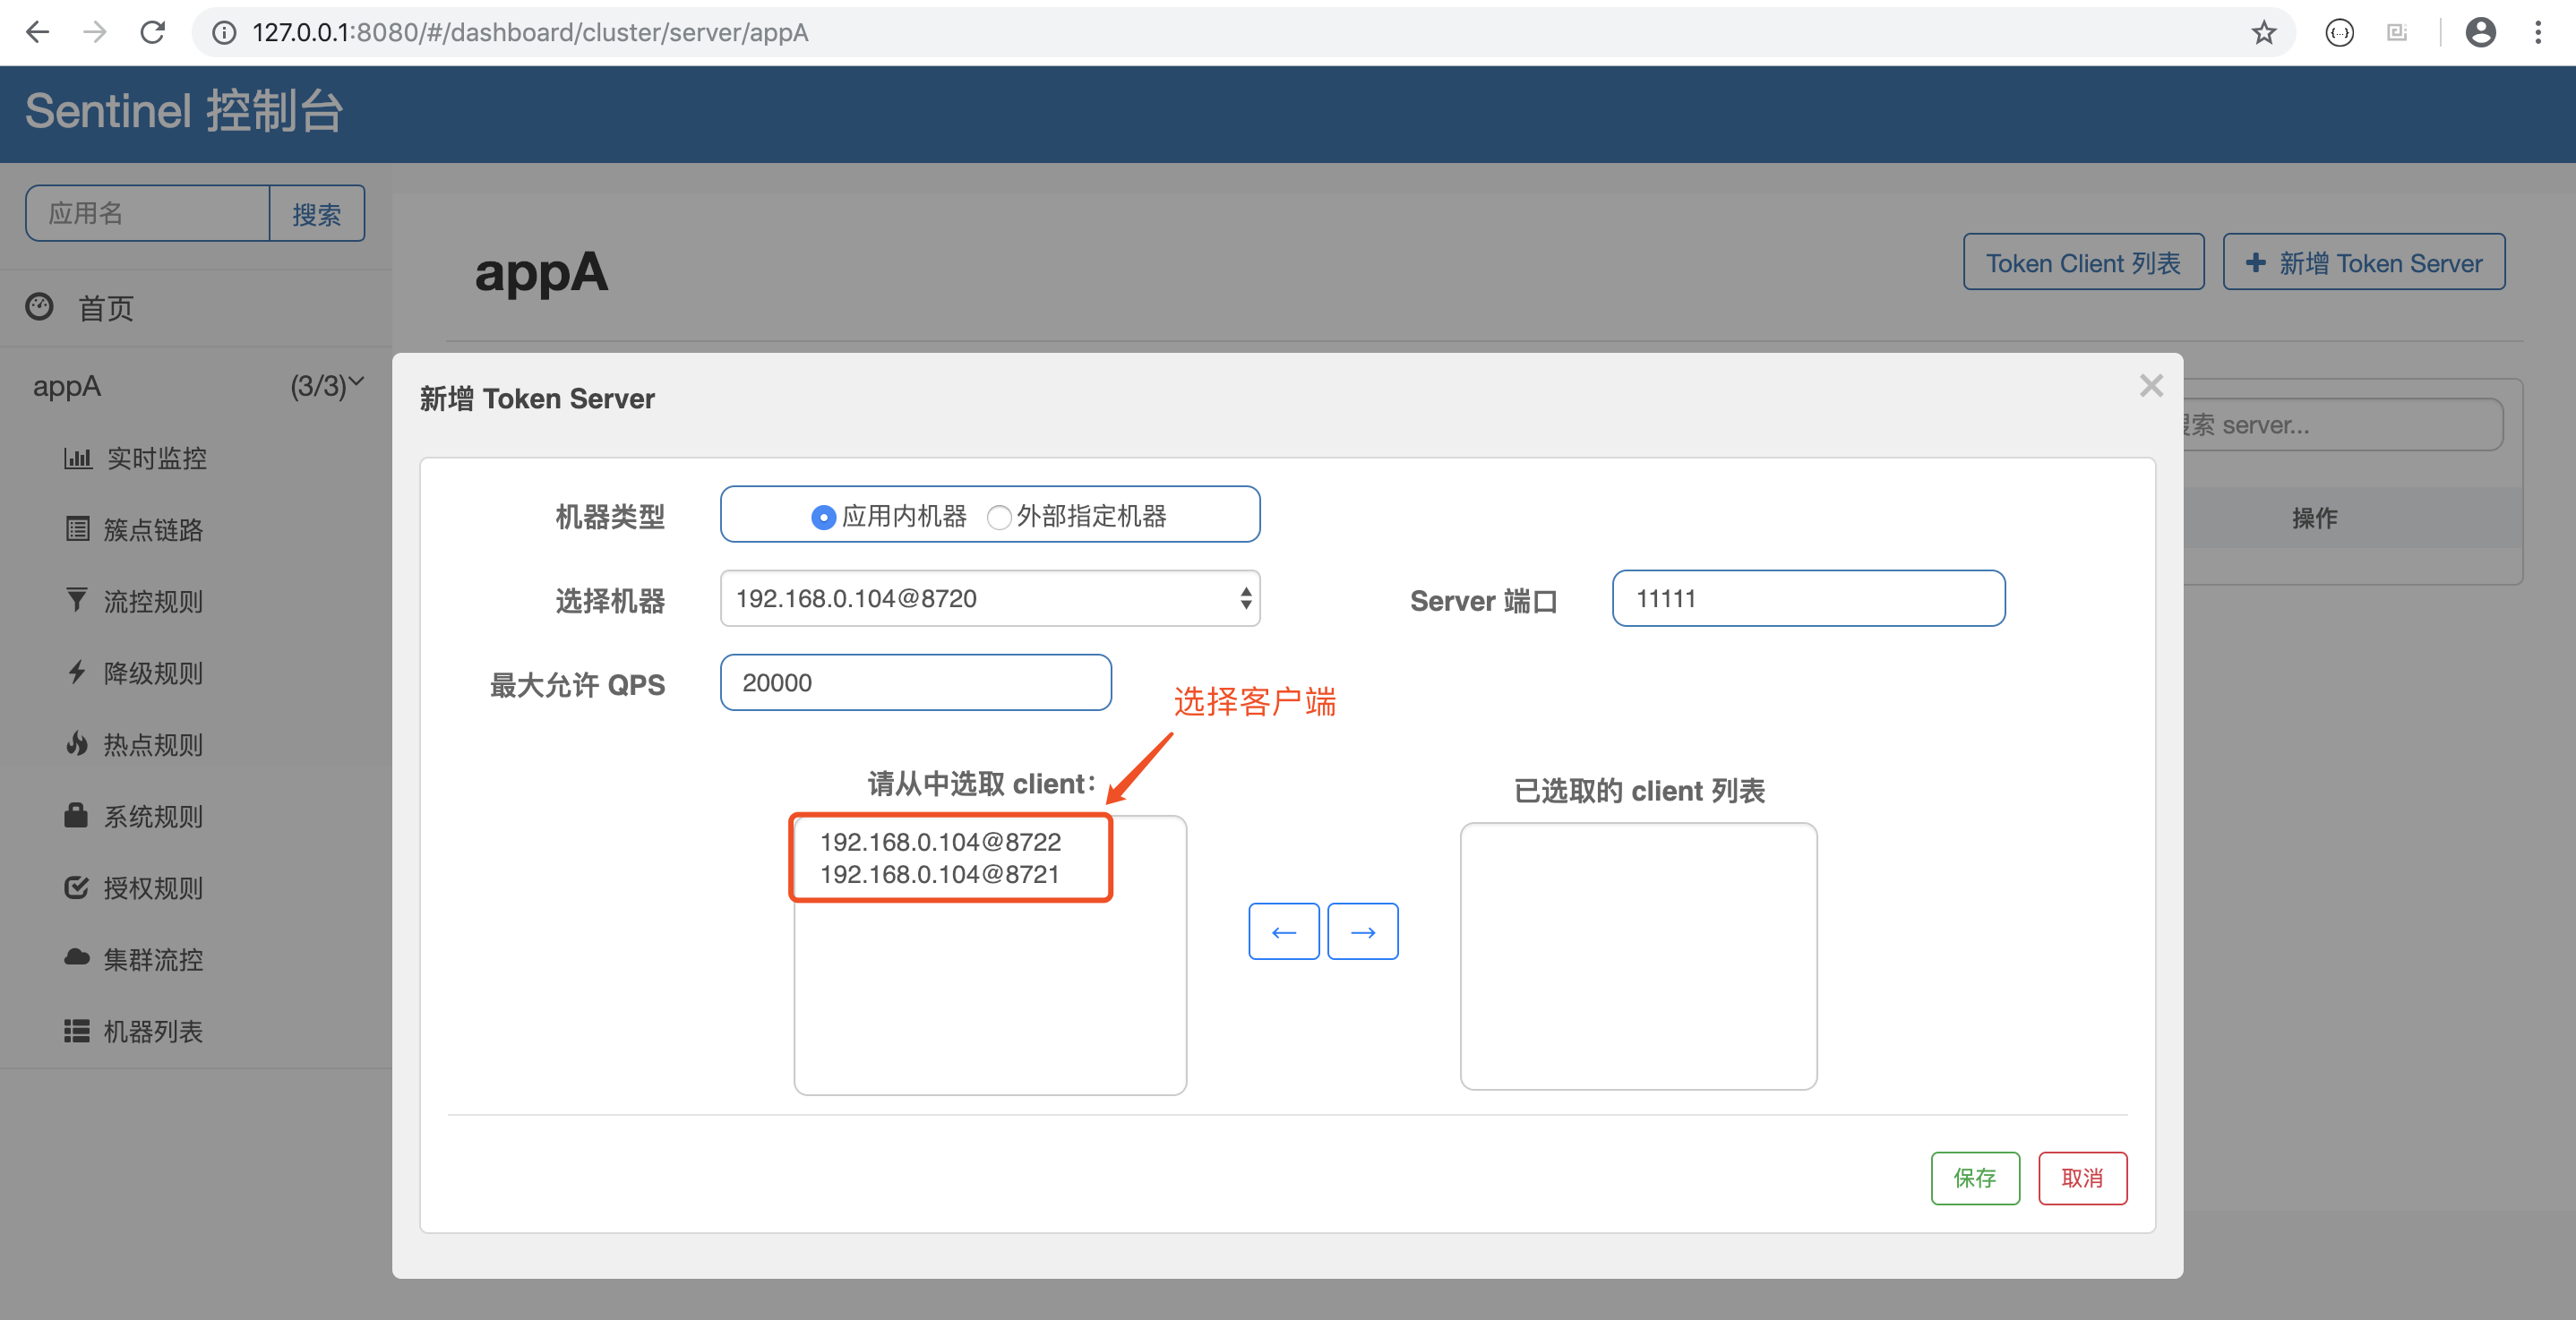 127.0.0.1:8080/#/dashboard/cluster/server/appA
Sentinel 控制台
应用名
搜索
首页
appA (3/3)
实时监控
簇点链路
流控规则
降级规则
热点规则
系统规则
授权规则
集群流控
机器列表
appA
Token Client 列表
新增 Token Server
索 server...
操作
新增 Token Server
机器类型
应用内机器 外部指定机器
选择机器
192.168.0.104@8720
Server 端口
11111
最大允许 QPS
20000
选择客户端
请从中选取 client：
192.168.0.104@8722
192.168.0.104@8721
← →
已选取的 client 列表
保存
取消